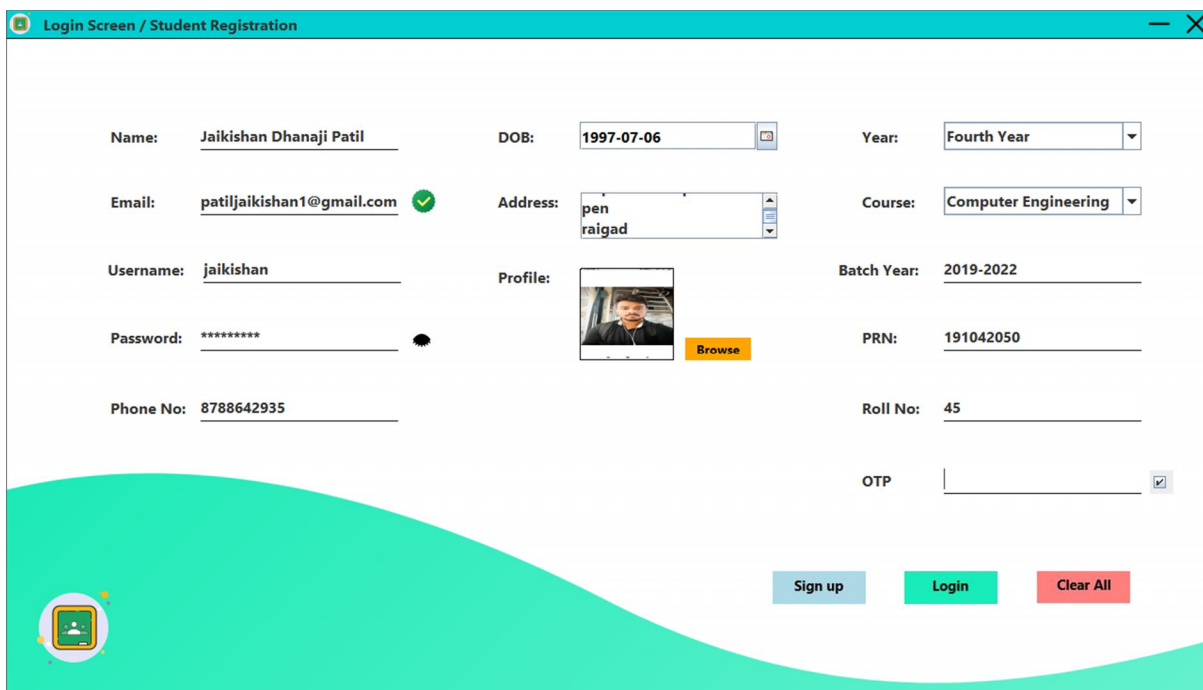 Login Screen / Student Registration
Name: Jaikishan Dhanaji Patil DOB: 1997-07-06 Year: Fourth Year
Email: patiljaikishan1@gmail.com Address: pen Course: Computer Engineering
raigad
Username: jaikishan Profile: Batch Year: 2019-2022
Password: ********* Browse PRN: 191042050
Phone No: 8788642935 Roll No: 45
OTP
Sign up Login Clear All